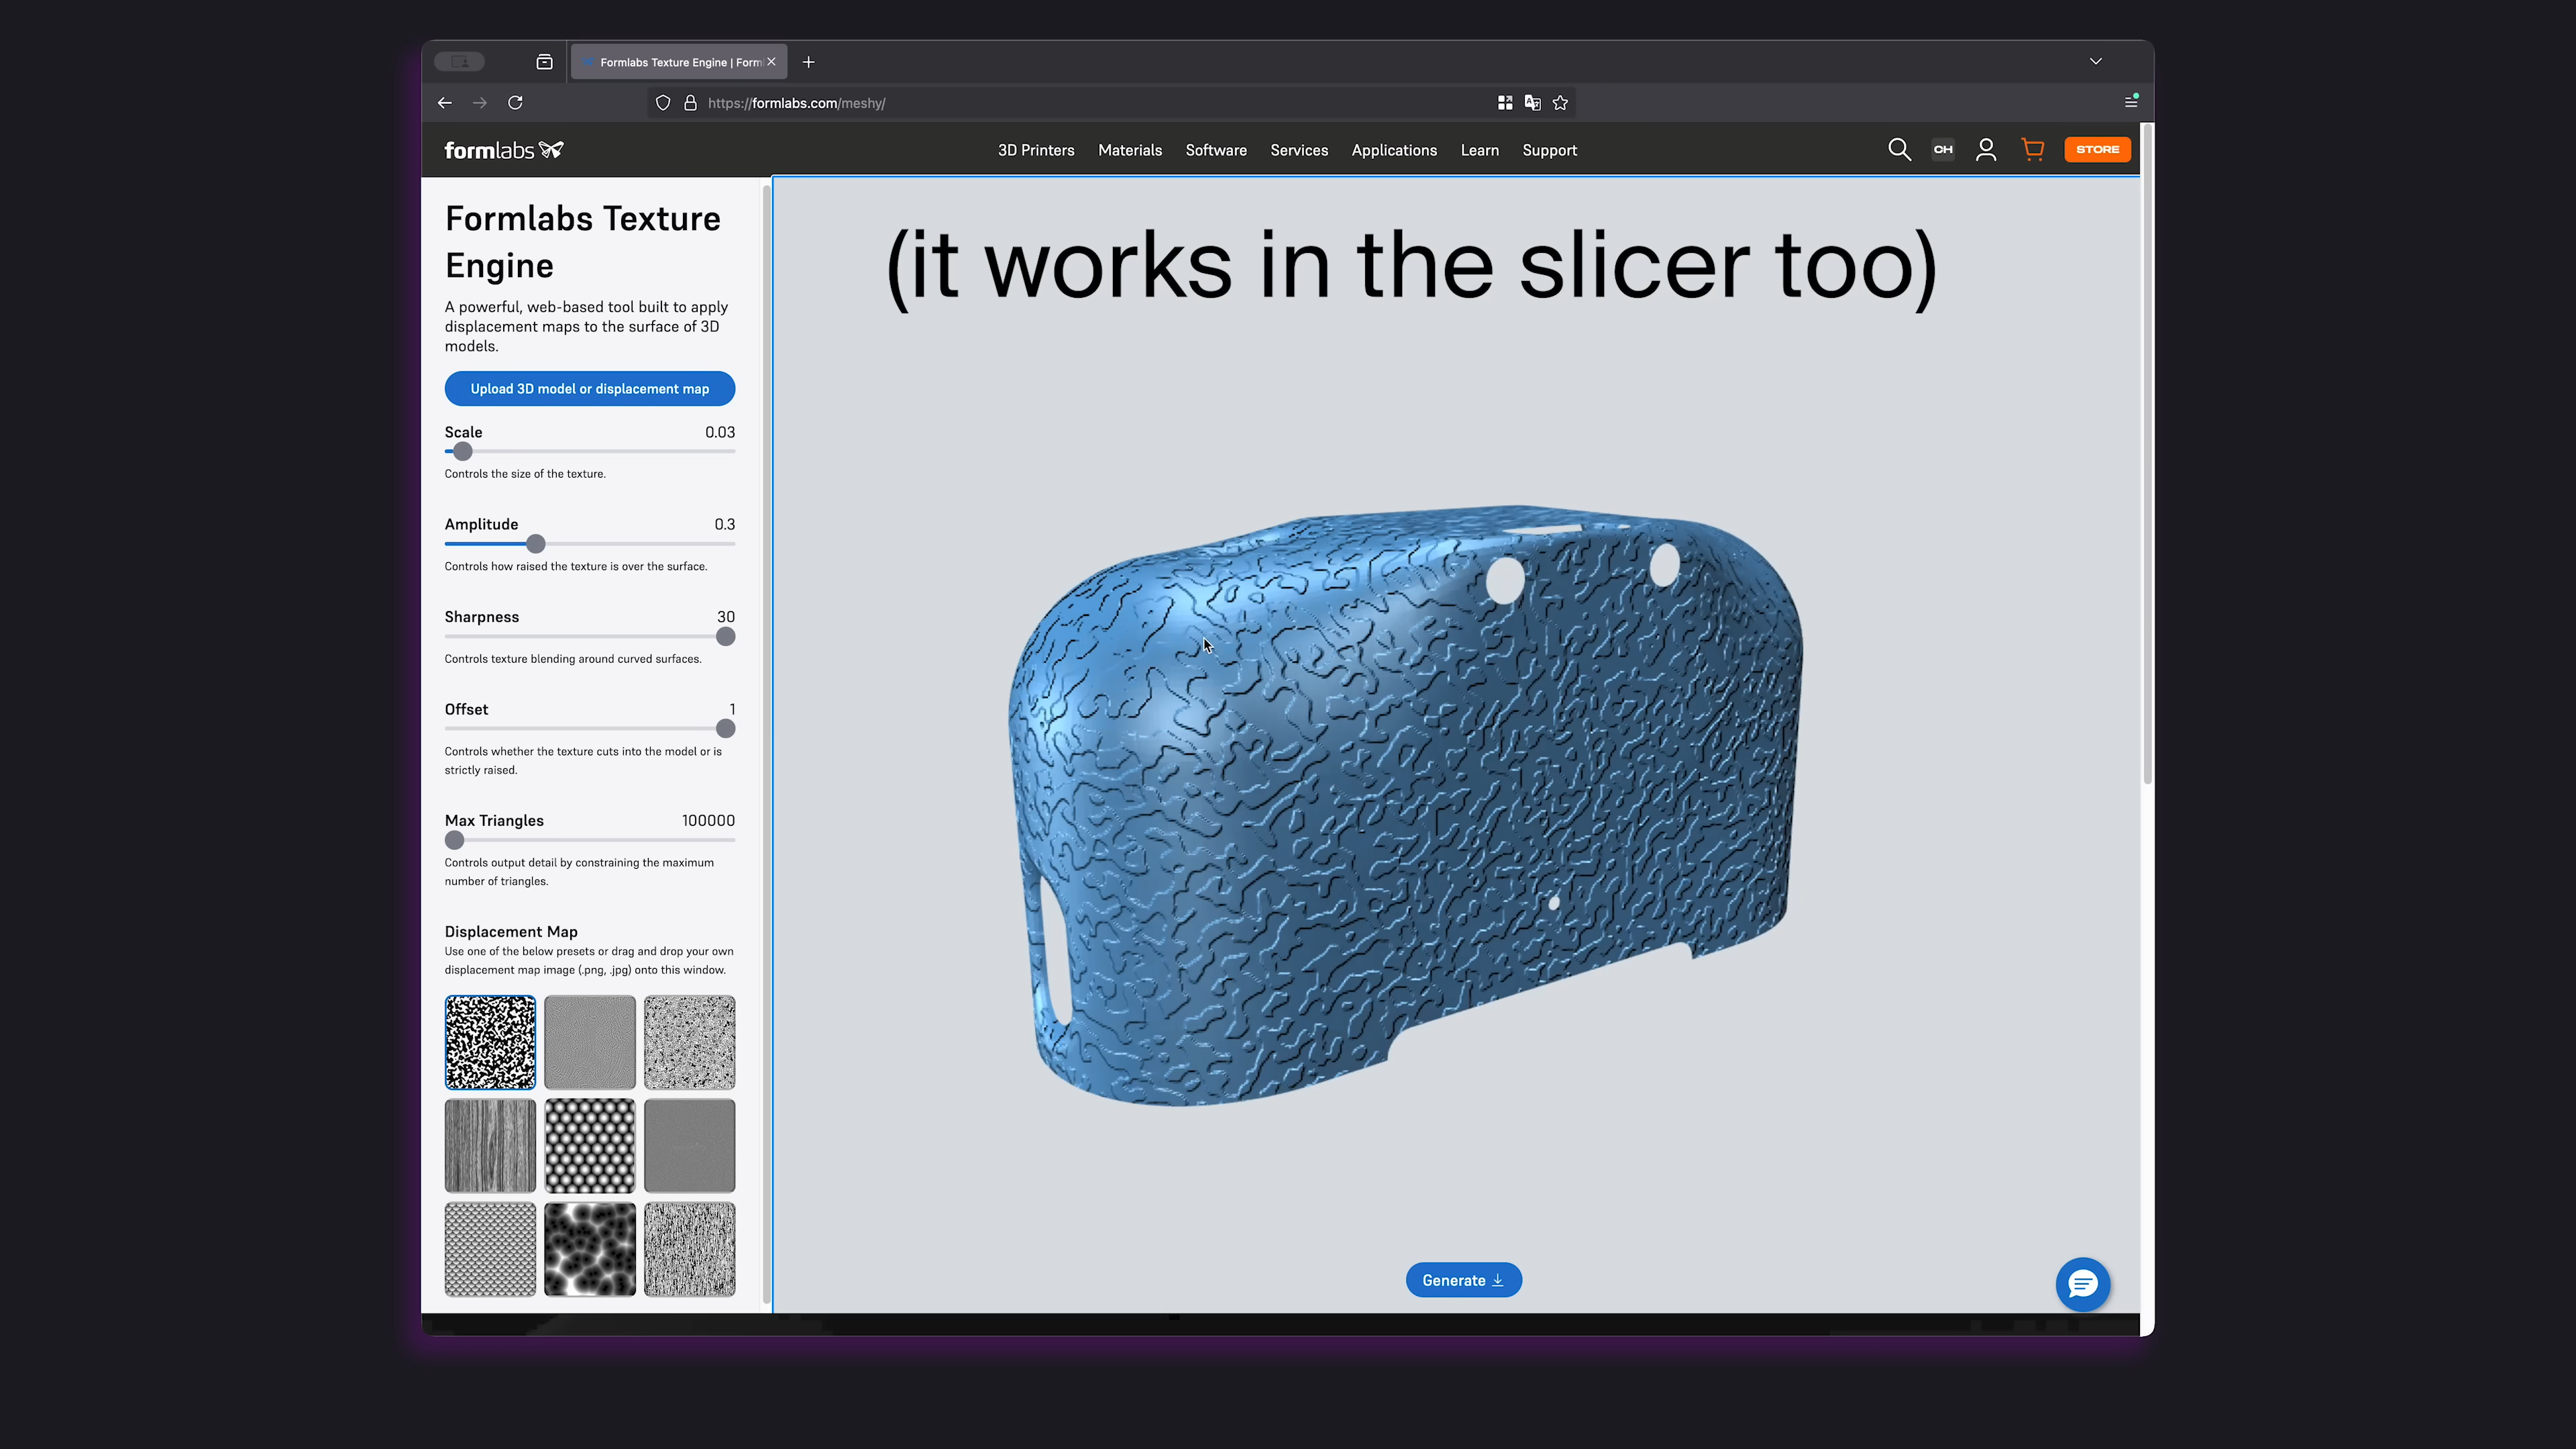 Formlabs Texture Engine | Form
https://formlabs.com/meshy/
formlabs
3D Printers Materials Software Services Applications Learn Support
CH
STORE
Formlabs Texture
Engine
A powerful, web-based tool built to apply
displacement maps to the surface of 3D
models.
Upload 3D model or displacement map
Scale 0.03
Controls the size of the texture.
Amplitude 0.3
Controls how raised the texture is over the surface.
Sharpness 30
Controls texture blending around curved surfaces.
Offset 1
Controls whether the texture cuts into the model or is
strictly raised.
Max Triangles 100000
Controls output detail by constraining the maximum
number of triangles.
Displacement Map
Use one of the below presets or drag and drop your own
displacement map image (.png, .jpg) onto this window.
(it works in the slicer too)
Generate